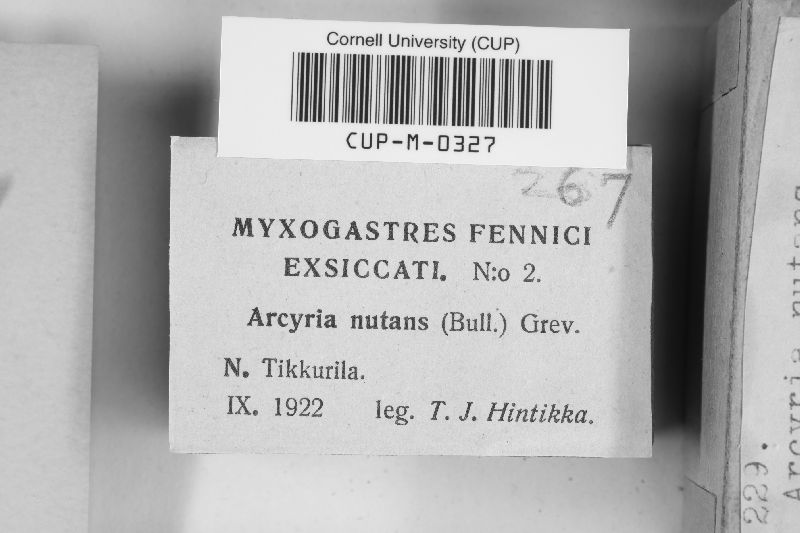 Cornell University (CUP)
CUP-M-0327
267
MYXOGASTRES FENNICI
EXSICCATI. N:o 2.
Arcyria nutans (Bull.) Grev.
N. Tikkurila.
IX. 1922 leg. T. J. Hintikka.
229.
Arcyria nutans